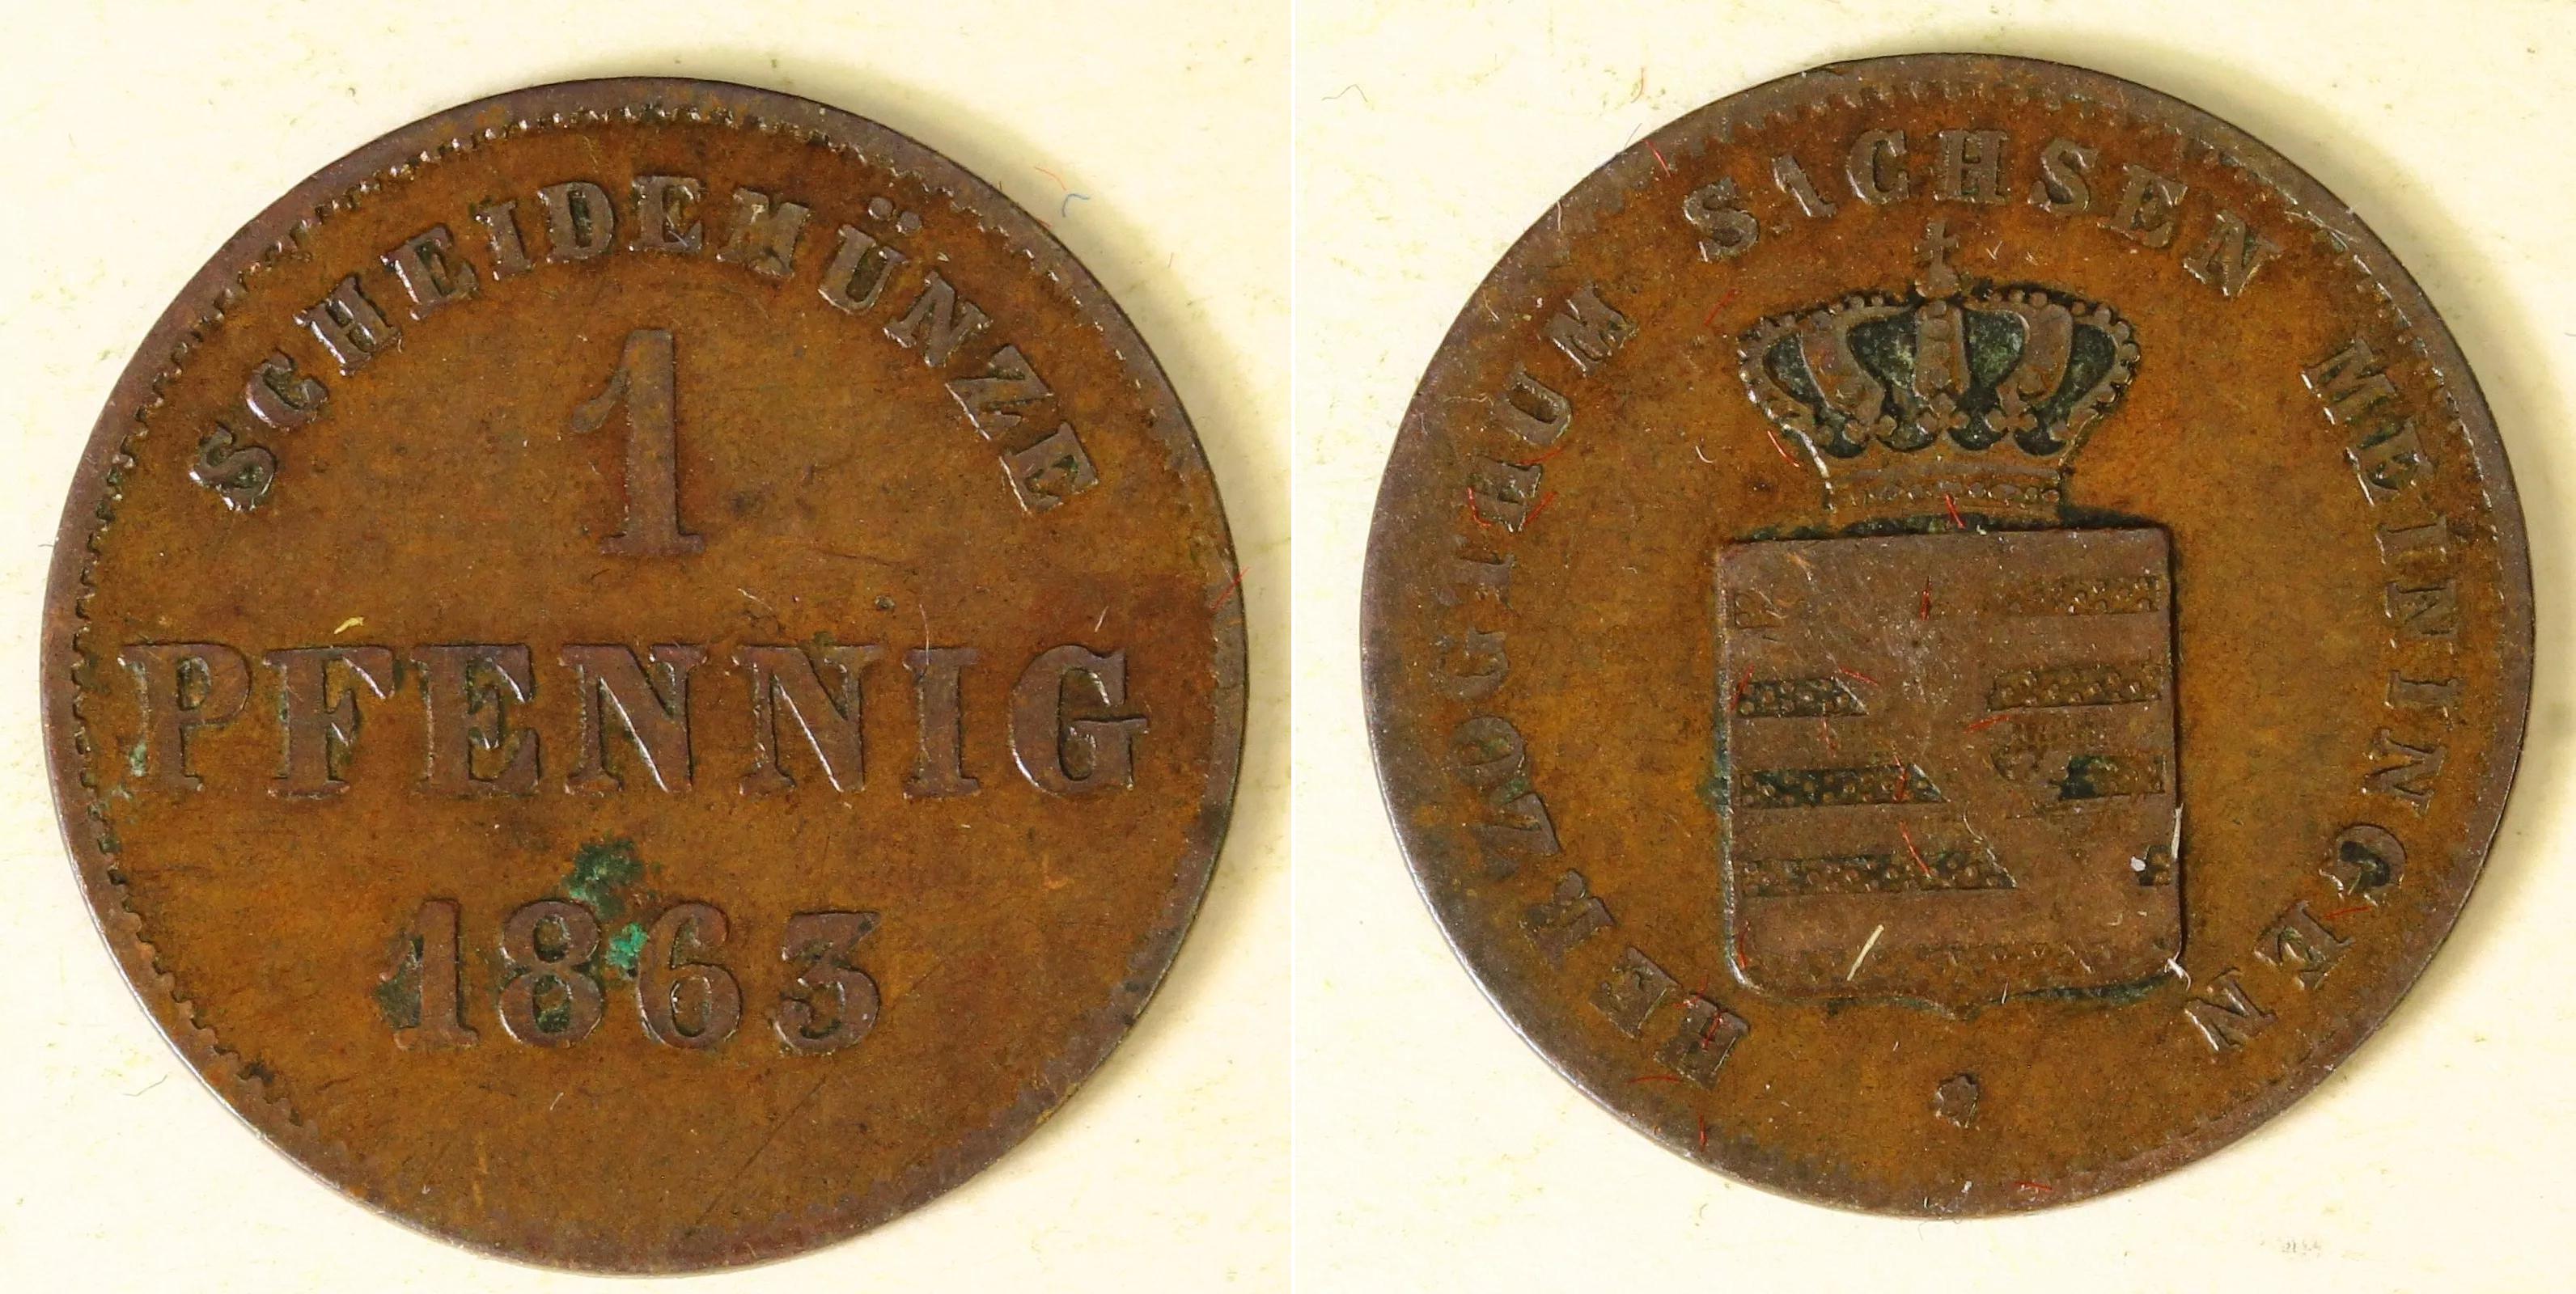 SCHEIDEMÜNZE
1
PFENNIG
1863
HERZOGTHUM SACHSEN MEININGEN